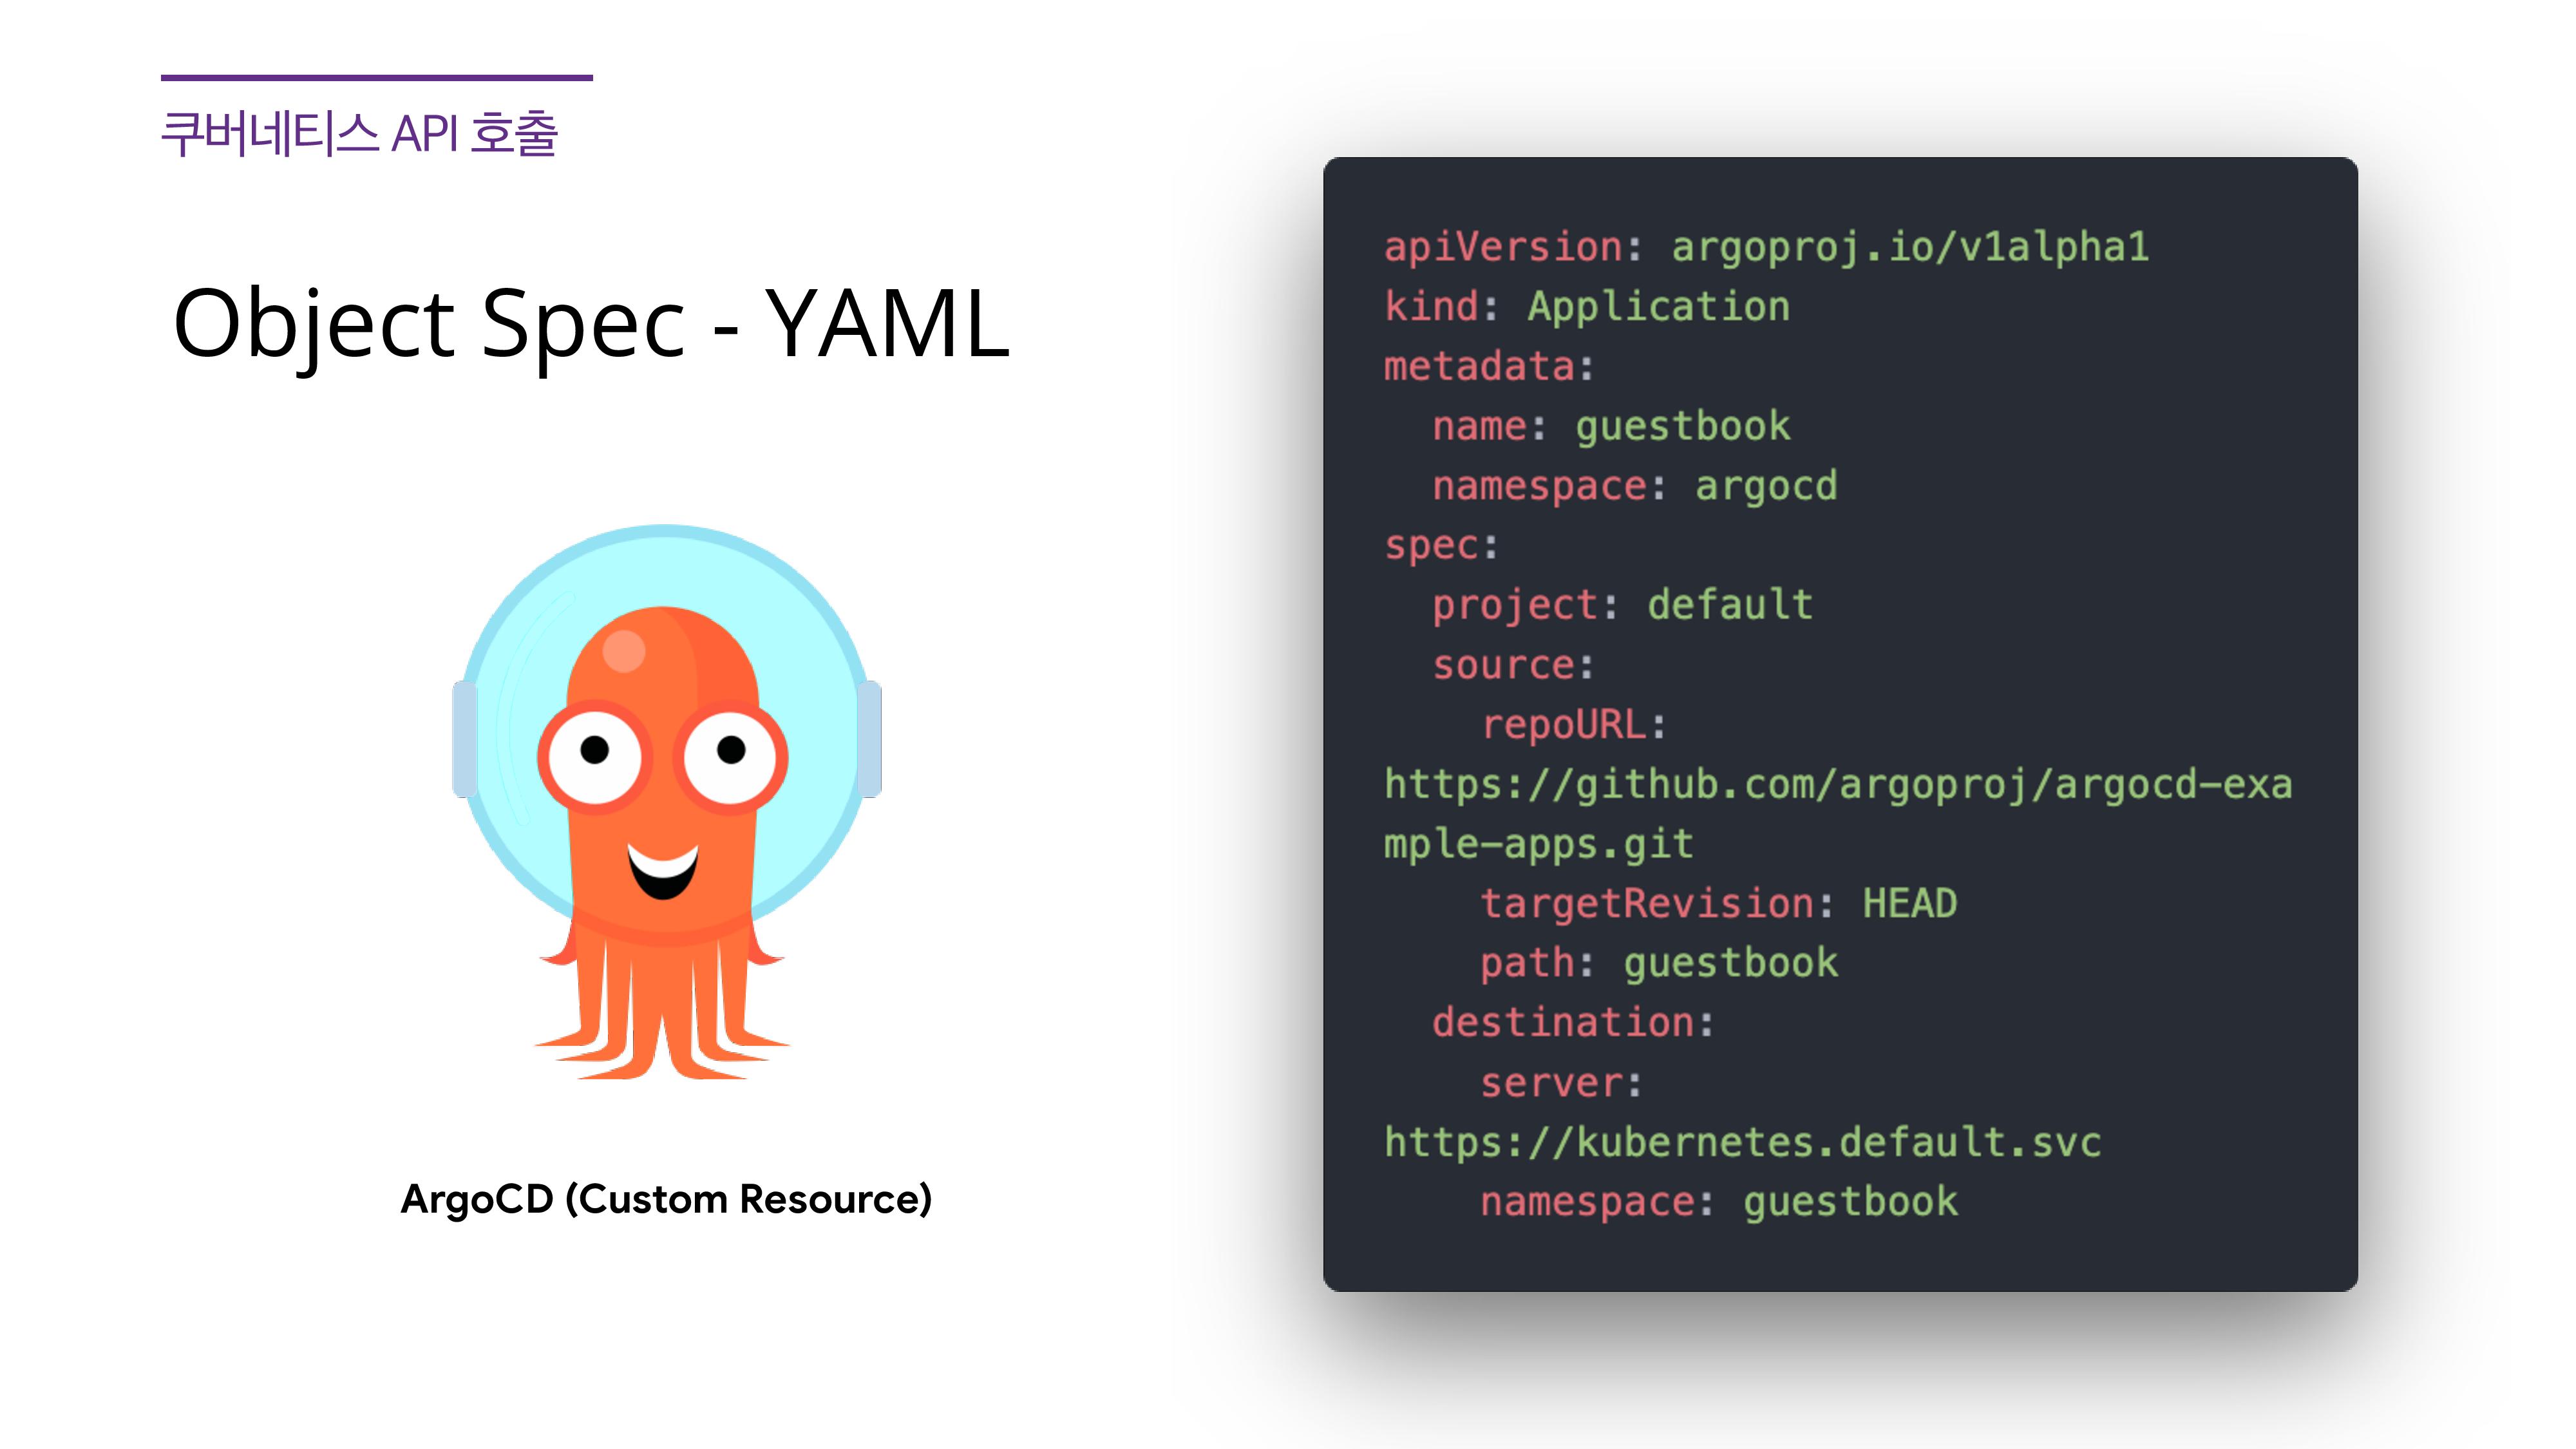 쿠버네티스 API 호출
Object Spec - YAML
ArgoCD (Custom Resource)
apiVersion: argoproj.io/v1alpha1
kind: Application
metadata:
  name: guestbook
  namespace: argocd
spec:
  project: default
  source:
    repoURL:
https://github.com/argoproj/argocd-exa
mple-apps.git
    targetRevision: HEAD
    path: guestbook
  destination:
    server:
https://kubernetes.default.svc
    namespace: guestbook